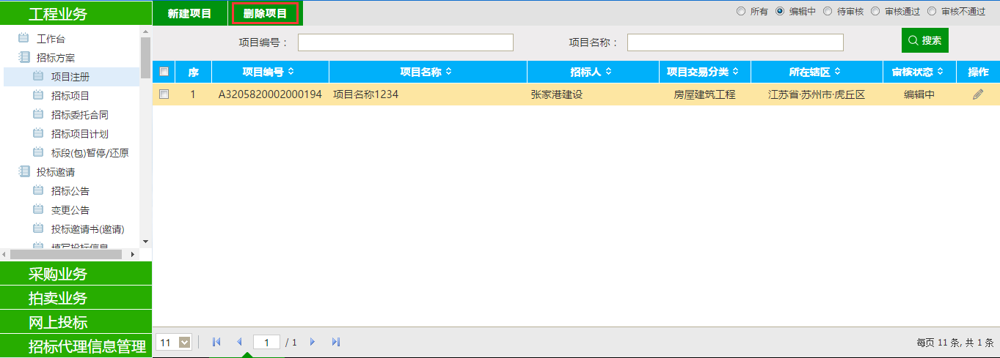 工程业务
工作台
招标方案
项目注册
招标项目
招标委托合同
招标项目计划
标段(包)暂停/还原
投标邀请
招标公告
变更公告
投标邀请书(邀请)
填写投标信息
采购业务
拍卖业务
网上投标
招标代理信息管理
新建项目 删除项目 所有 编辑中 待审核 审核通过 审核不通过
项目编号： 项目名称： 搜索
序 项目编号 项目名称 招标人 项目交易分类 所在辖区 审核状态 操作
1 A3205820002000194 项目名称1234 张家港建设 房屋建筑工程 江苏省·苏州市·虎丘区 编辑中
11 1 / 1 每页 11 条, 共 1 条